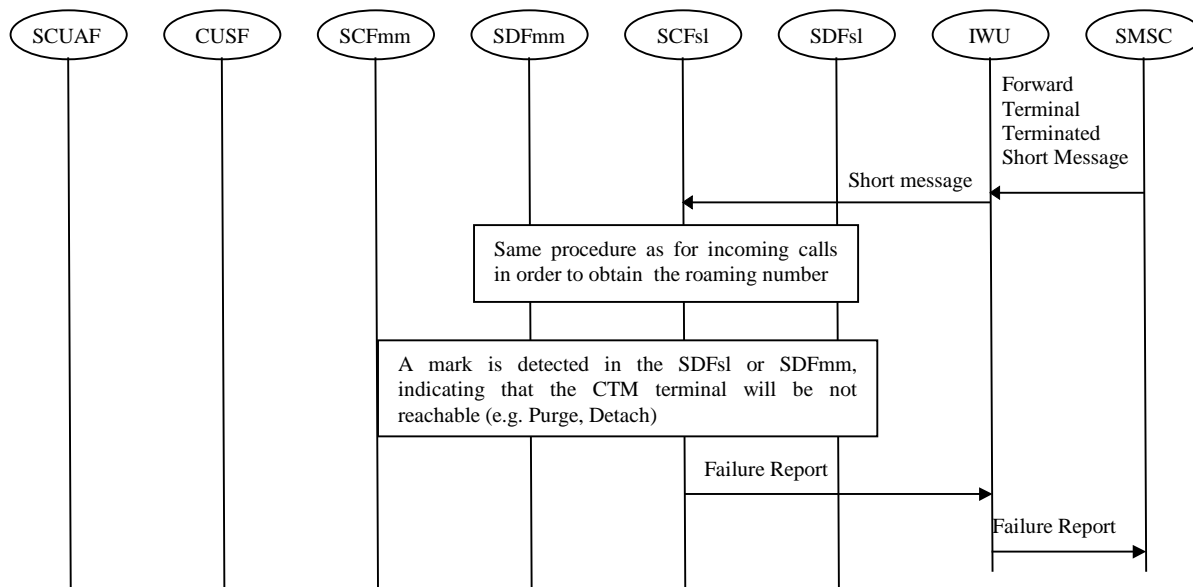 SCUAF CUSF SCFmm SDFmm SCFsl SDFsl IWU SMSC
Forward
Terminal
Terminated
Short Message
Short message
Same procedure as for incoming calls
in order to obtain the roaming number
A mark is detected in the SDFsl or SDFmm,
indicating that the CTM terminal will be not
reachable (e.g. Purge, Detach)
Failure Report
Failure Report